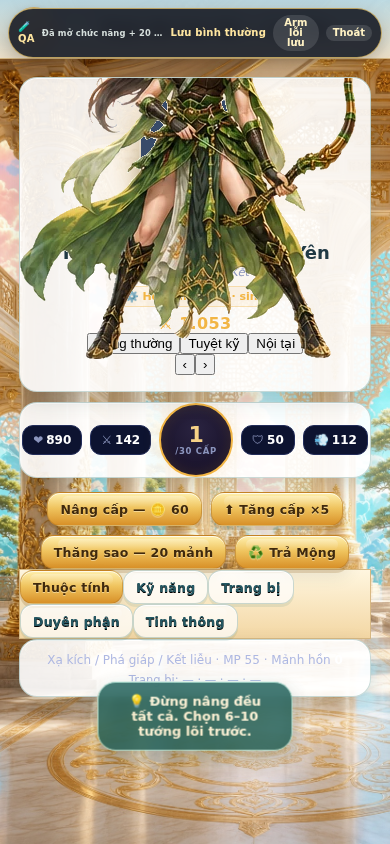 🧪 QA
Đã mở chức năng + 20 …
Lưu bình thường
Arm lỗi lưu
Thoát
Yên
053
thường
Tuyệt kỹ
Nội tại
‹ ›
❤ 890
⚔ 142
1
/30 CẤP
🛡 50
💨 112
Nâng cấp — 🪙 60
⬆ Tăng cấp ×5
Thăng sao — 20 mảnh
♻️ Trả Mộng
Thuộc tính
Kỹ năng
Trang bị
Duyên phận
Tinh thông
Xạ kích / Phá giáp / Kết liễu · MP 55 · Mảnh hồn
Trang bị: — · — · — · —
💡 Đừng nâng đều
tất cả. Chọn 6–10
tướng lõi trước.